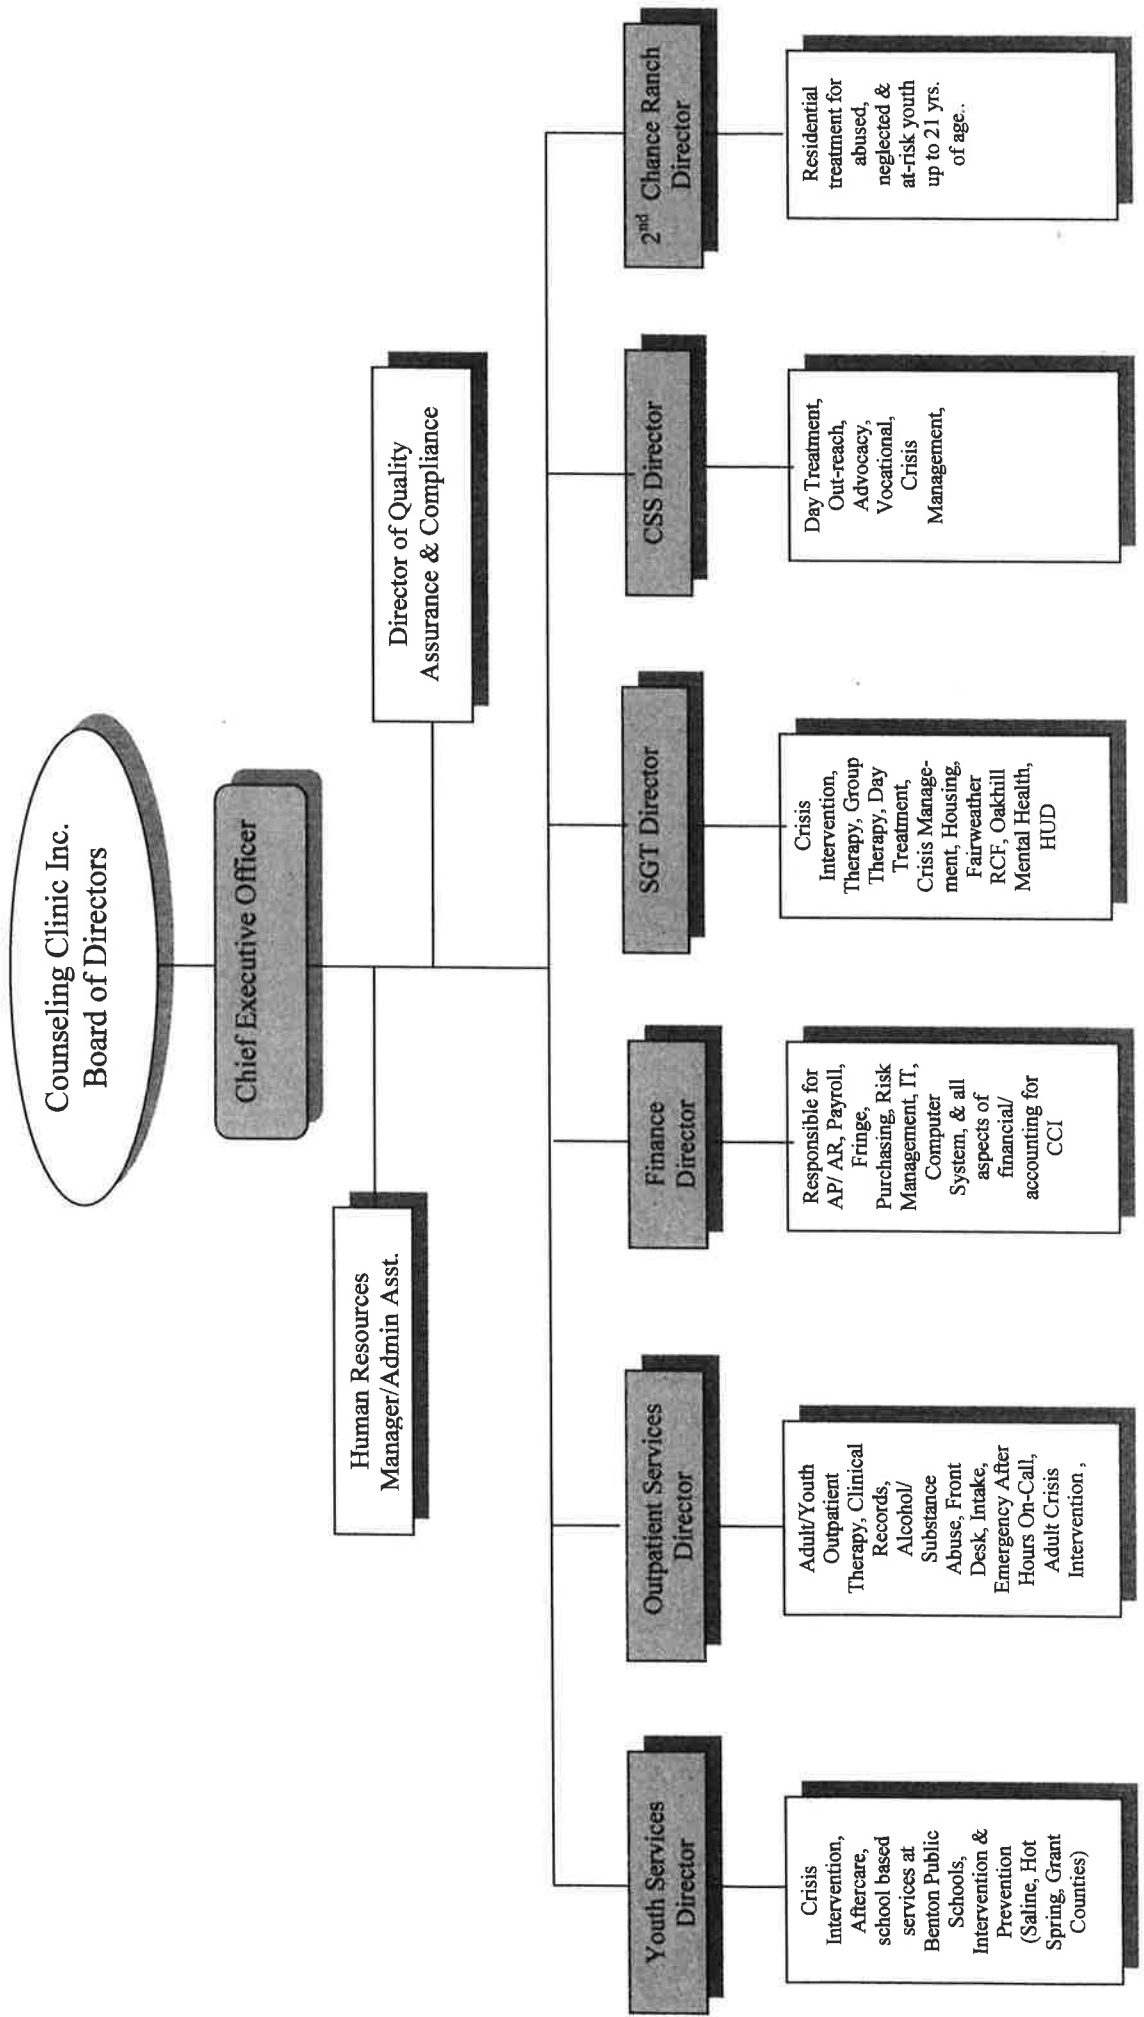 Counseling Clinic Inc.
Board of Directors
Chief Executive Officer
Human Resources
Manager/Admin Asst.
Director of Quality
Assurance & Compliance
Youth Services
Director
Outpatient Services
Director
Finance
Director
SGT Director
CSS Director
2nd Chance Ranch
Director
Crisis
Intervention,
Aftercare,
school based
services at
Benton Public
Schools,
Intervention &
Prevention
(Saline, Hot
Spring, Grant
Counties)
Adult/Youth
Outpatient
Therapy, Clinical
Records,
Alcohol/
Substance
Abuse, Front
Desk, Intake,
Emergency After
Hours On-Call,
Adult Crisis
Intervention ,
Responsible for
AP/ AR, Payroll,
Fringe,
Purchasing, Risk
Management, IT,
Computer
System, & all
aspects of
financial/
accounting for
CCI
Crisis
Intervention,
Therapy, Group
Therapy, Day
Treatment,
Crisis Manage-
ment, Housing,
Fairweather
RCF, Oakhill
Mental Health,
HUD
Day Treatment,
Out-reach,
Advocacy,
Vocational,
Crisis
Management,
Residential
treatment for
abused,
neglected &
at-risk youth
up to 21 yrs.
of age..